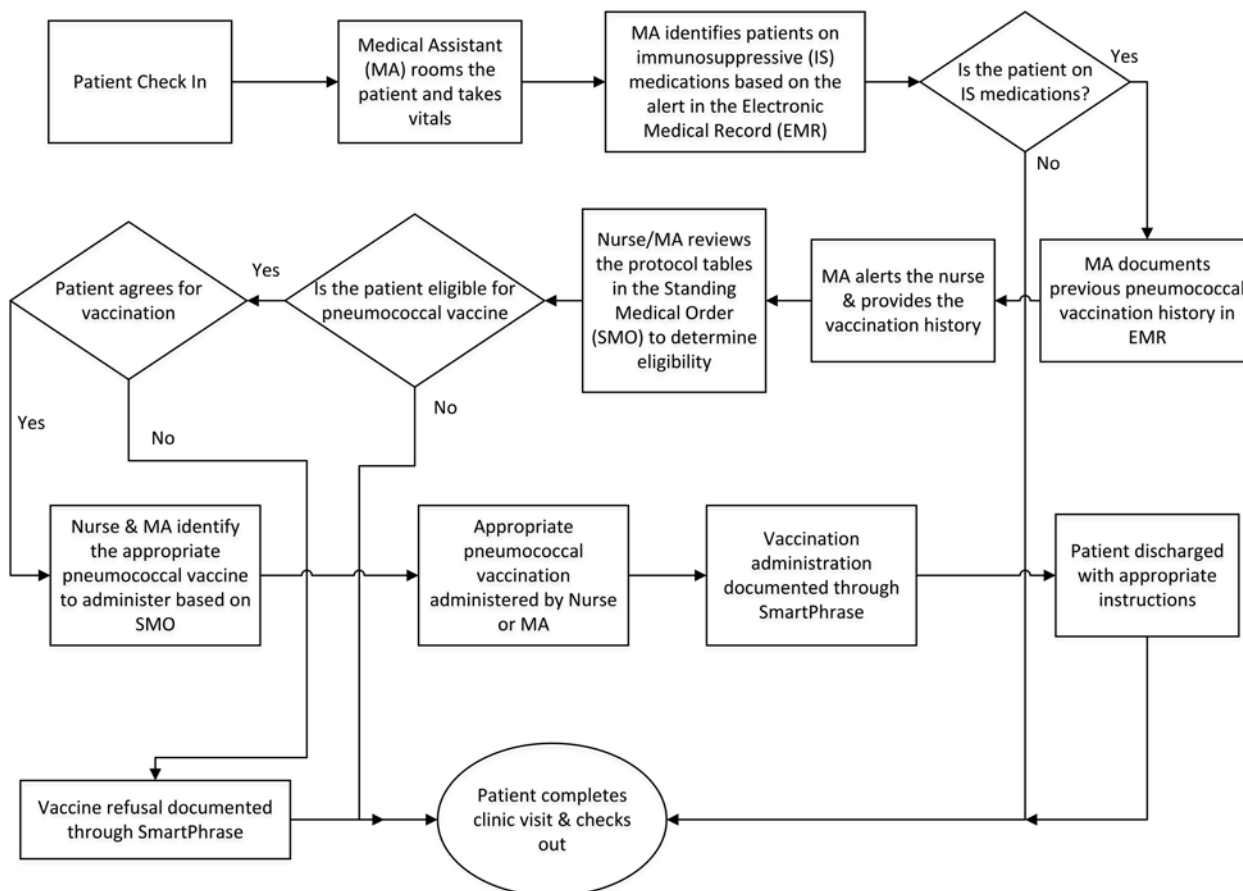 Patient Check In
Medical Assistant
(MA) rooms the
patient and takes
vitals
MA identifies patients on
immunosuppressive (IS)
medications based on the
alert in the Electronic
Medical Record (EMR)
Is the patient on
IS medications?
Yes
No
MA documents
previous pneumococcal
vaccination history in
EMR
MA alerts the nurse
& provides the
vaccination history
Nurse/MA reviews
the protocol tables
in the Standing
Medical Order
(SMO) to determine
eligibility
Is the patient eligible for
pneumococcal vaccine
Yes
No
Patient agrees for
vaccination
Yes
No
Nurse & MA identify
the appropriate
pneumococcal vaccine
to administer based on
SMO
Appropriate
pneumococcal
vaccination
administered by Nurse
or MA
Vaccination
administration
documented through
SmartPhrase
Patient discharged
with appropriate
instructions
Vaccine refusal documented
through SmartPhrase
Patient completes
clinic visit & checks
out